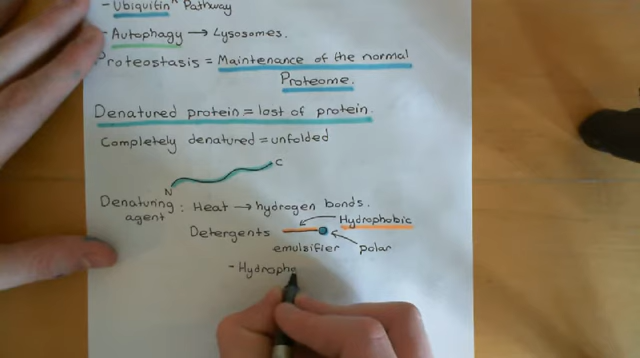 - Ubiquitin" Pathway
- Autophagy → Lysosomes.
Proteostasis = Maintenance of the normal
Proteome.
Denatured protein = lost of protein.
Completely denatured = unfolded
N C
Denaturing agent : Heat → hydrogen bonds.
Hydrophobic
Detergents
emulsifier polar
- Hydrophe